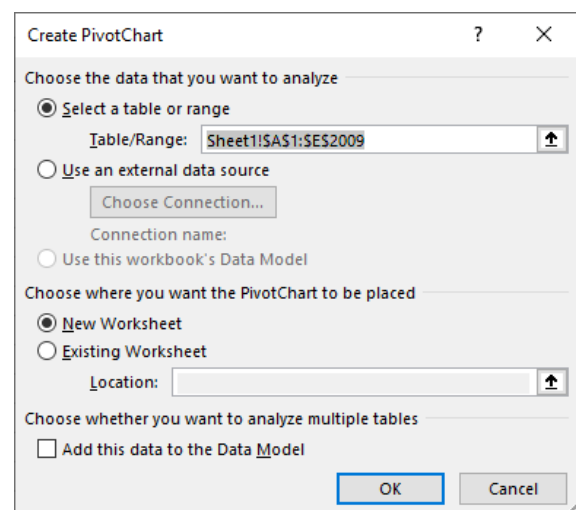 Create PivotChart ?
Choose the data that you want to analyze
Select a table or range
Table/Range: Sheet1!$A$1:$E$2009
Use an external data source
Choose Connection...
Connection name:
Use this workbook's Data Model
Choose where you want the PivotChart to be placed
New Worksheet
Existing Worksheet
Location:
Choose whether you want to analyze multiple tables
Add this data to the Data Model
OK Cancel